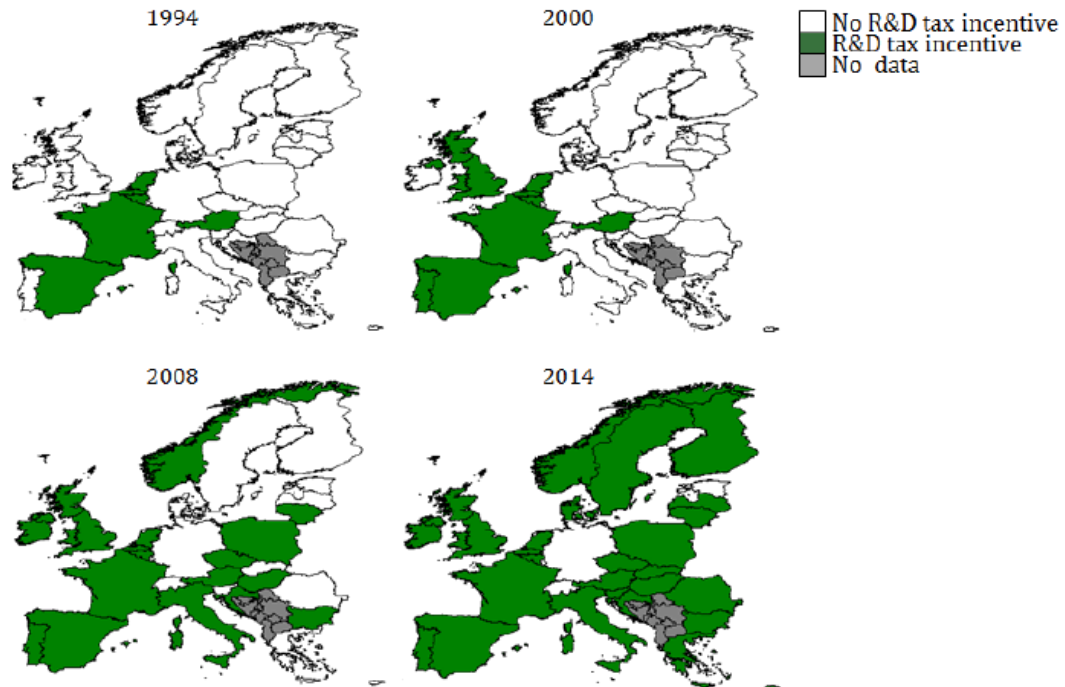 1994
2000
No R&D tax incentive
R&D tax incentive
No data
2008
2014